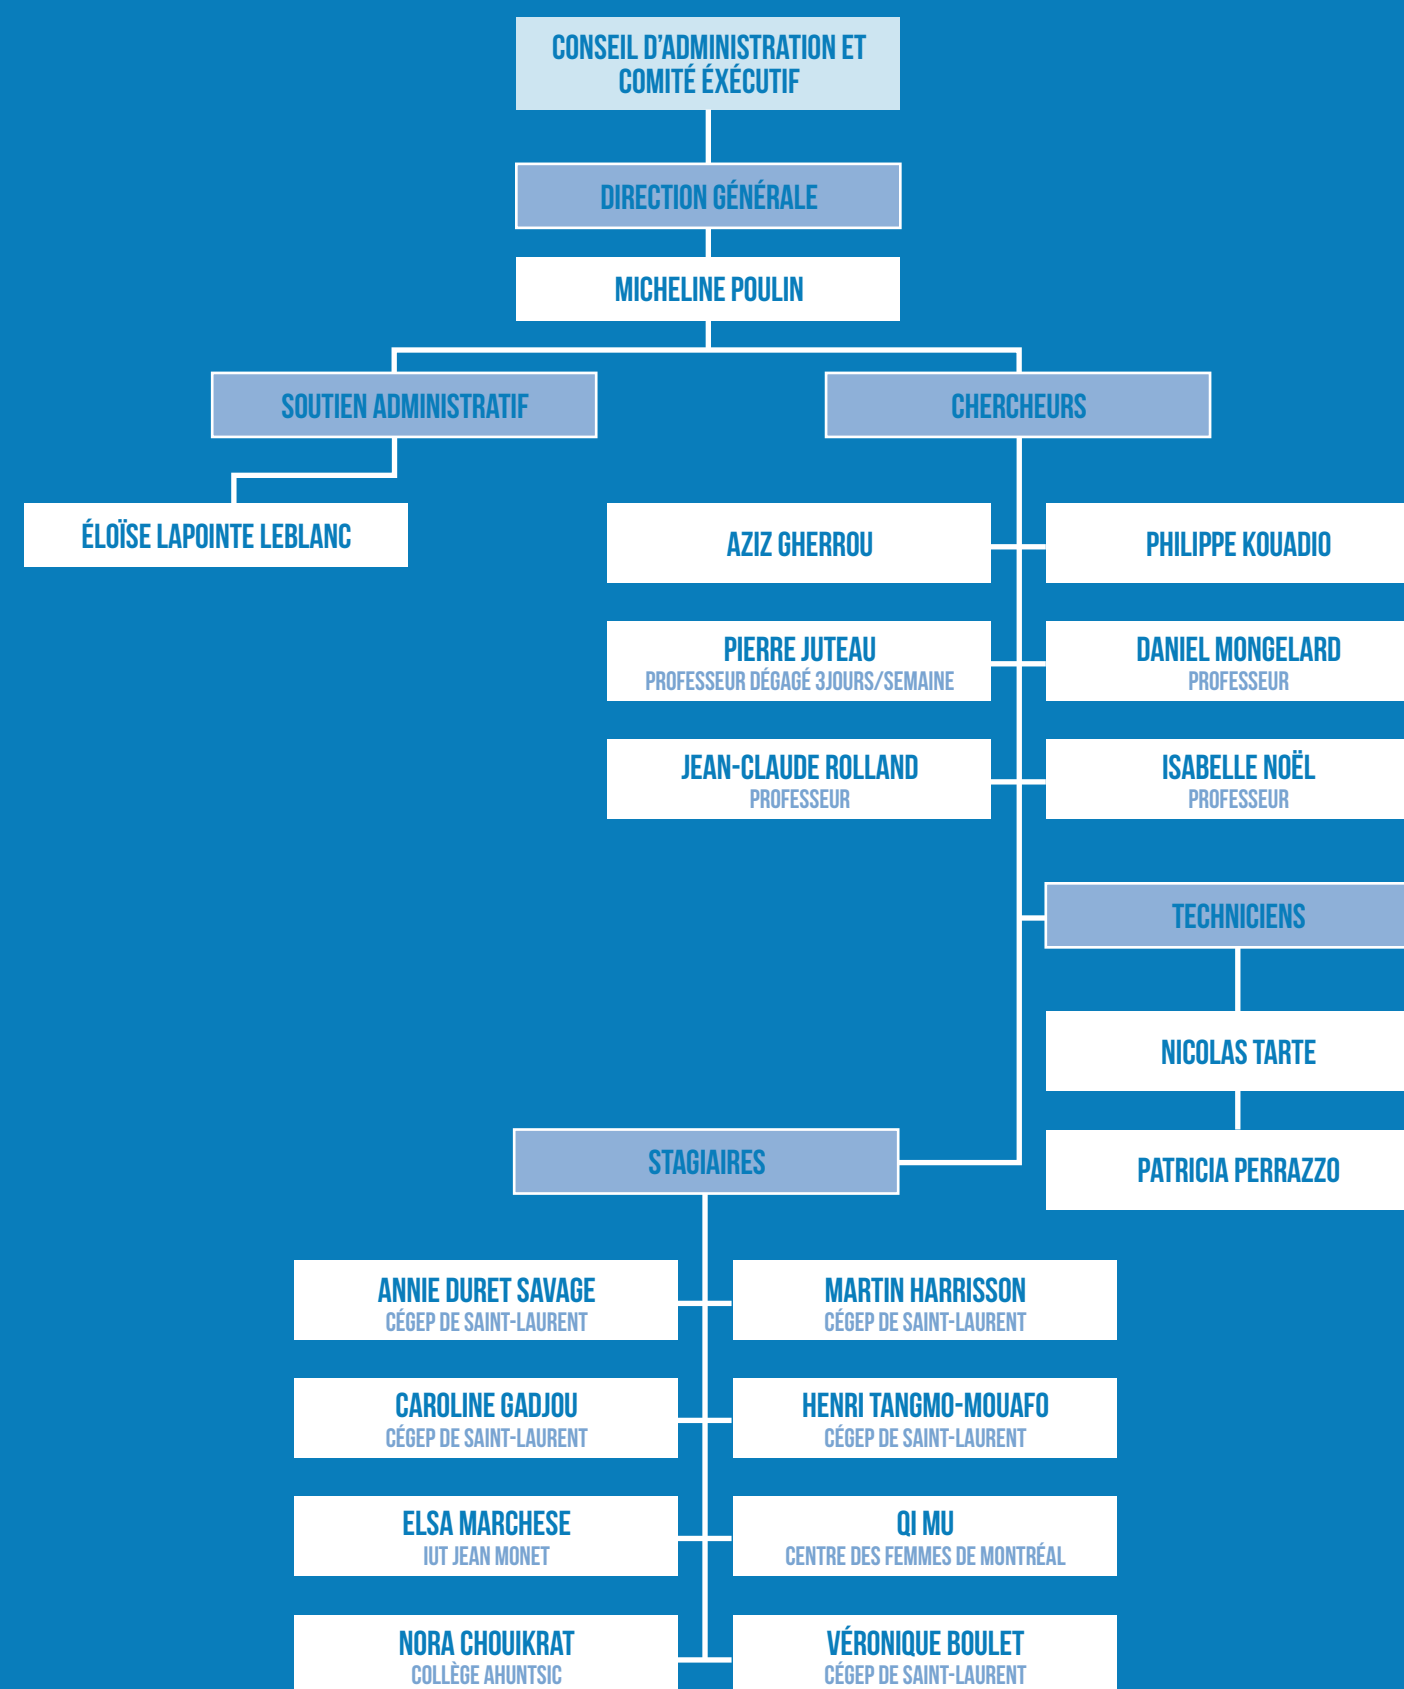 CONSEIL D'ADMINISTRATION ET
COMITÉ ÉXÉCUTIF
DIRECTION GÉNÉRALE
MICHELINE POULIN
SOUTIEN ADMINISTRATIF
CHERCHEURS
ÉLOÏSE LAPOINTE LEBLANC
AZIZ GHERROU
PHILIPPE KOUADIO
PIERRE JUTEAU
PROFESSEUR DÉGAGÉ 3JOURS/SEMAINE
DANIEL MONGELARD
PROFESSEUR
JEAN-CLAUDE ROLLAND
PROFESSEUR
ISABELLE NOËL
PROFESSEUR
TECHNICIENS
NICOLAS TARTE
PATRICIA PERRAZZO
STAGIAIRES
ANNIE DURET SAVAGE
CÉGEP DE SAINT-LAURENT
MARTIN HARRISSON
CÉGEP DE SAINT-LAURENT
CAROLINE GADJOU
CÉGEP DE SAINT-LAURENT
HENRI TANGMO-MOUAFO
CÉGEP DE SAINT-LAURENT
ELSA MARCHESE
IUT JEAN MONET
QI MU
CENTRE DES FEMMES DE MONTRÉAL
NORA CHOUIKRAT
COLLÈGE AHUNTSIC
VÉRONIQUE BOULET
CÉGEP DE SAINT-LAURENT